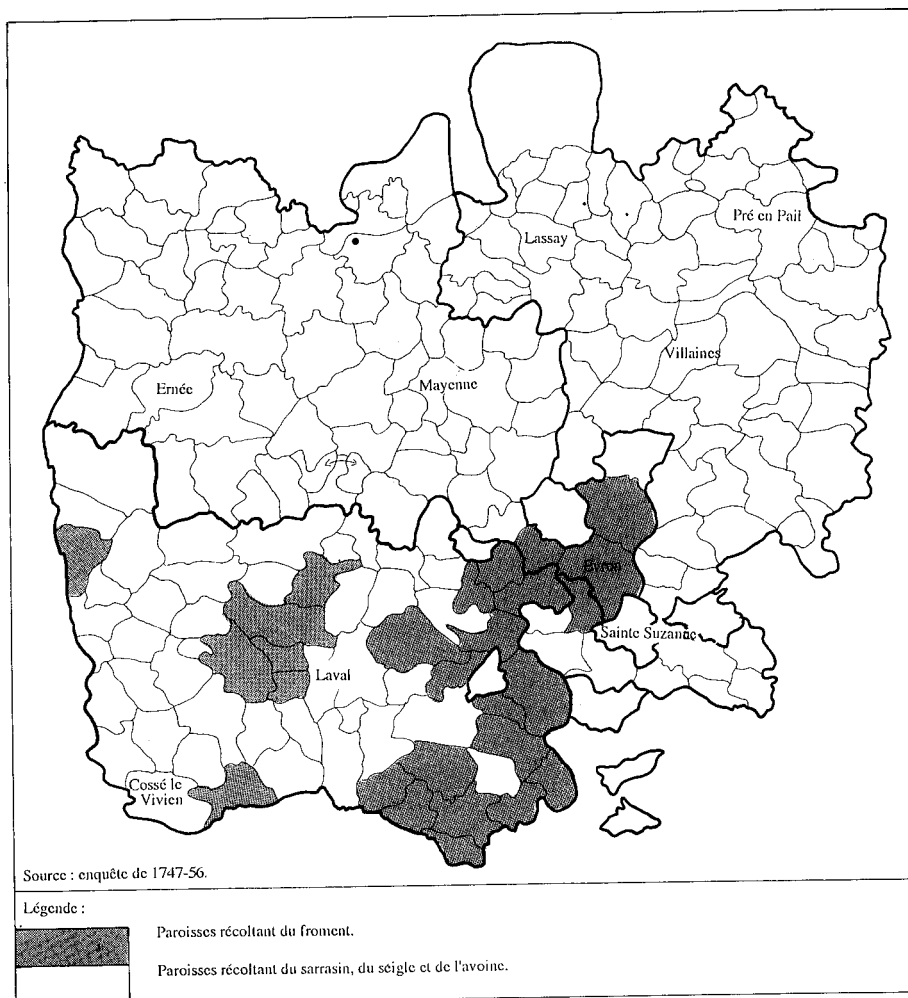 Pré en Pail
Lassay
Villaines
Ernée
Mayenne
Evron
Sainte Suzanne
Laval
Cossé le
Vivien
Source : enquête de 1747-56.
Légende :
Paroisses récoltant du froment.
Paroisses récoltant du sarrasin, du seigle et de l'avoine.